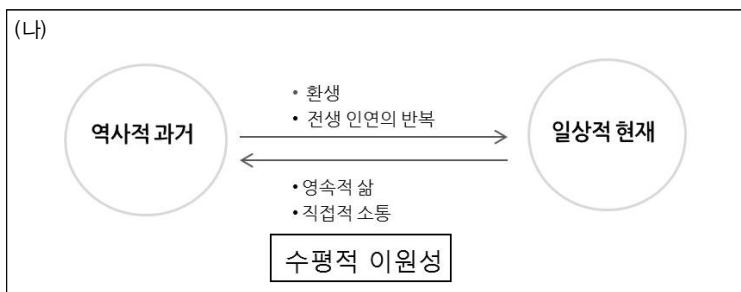 (나)
• 환생
• 전생 인연의 반복
역사적 과거
일상적 현재
• 영속적 삶
• 직접적 소통
수평적 이원성